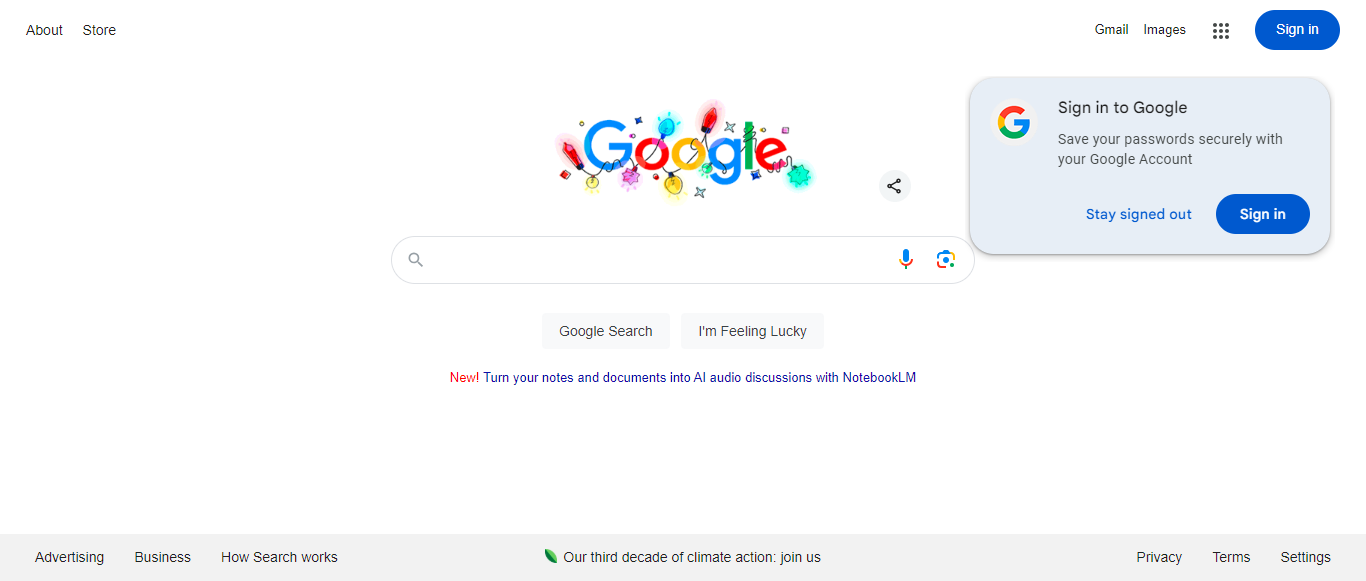 About Store
Gmail Images
Sign in
Google
Sign in to Google
Save your passwords securely with
your Google Account
Stay signed out Sign in
Google Search I'm Feeling Lucky
New! Turn your notes and documents into AI audio discussions with NotebookLM
Advertising Business How Search works
Our third decade of climate action: join us
Privacy Terms Settings